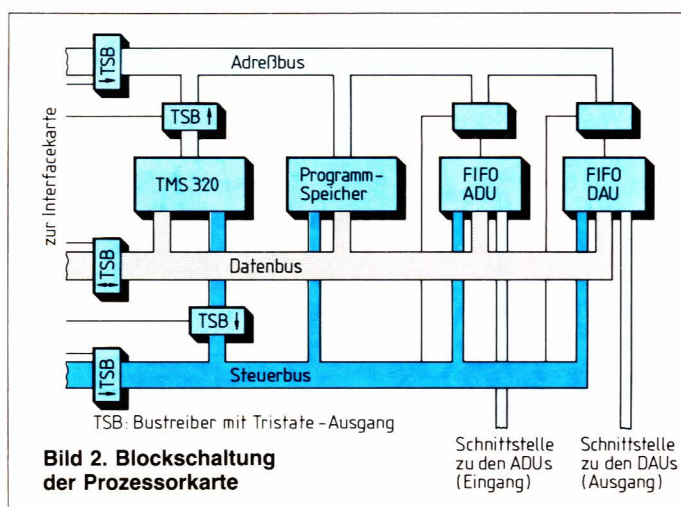 TSB
Adreßbus
TSB
TMS 320
Programm-
Speicher
FIFO
ADU
FIFO
DAU
zur Interfacekarte
TSB
Datenbus
TSB
TSB
Steuerbus
TSB: Bustreiber mit Tristate-Ausgang
Bild 2. Blockschaltung
der Prozessorkarte
Schnittstelle
zu den ADUs
(Eingang)
Schnittstelle
zu den DAUs
(Ausgang)